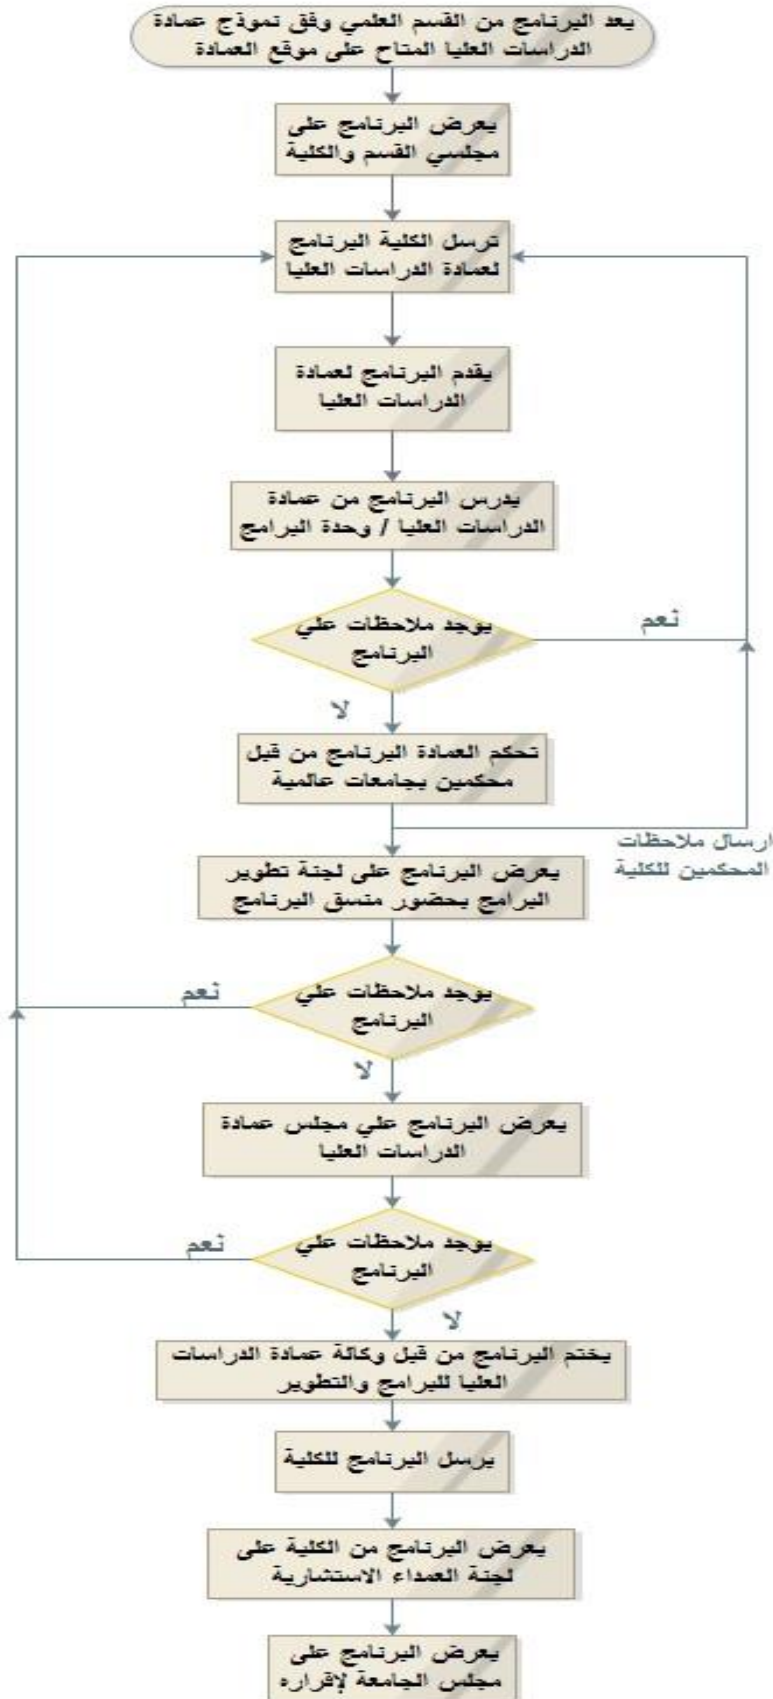 يعد البرنامج من القسم العلمي وفق نموذج عمادة
الدراسات العليا المتاح على موقع العمادة
يعرض البرنامج على
مجلسي القسم والكلية
ترسل الكلية البرنامج
لعمادة الدراسات العليا
يقدم البرنامج لعمادة
الدراسات العليا
يدرس البرنامج من عمادة
الدراسات العليا / وحدة البرامج
يوجد ملاحظات علي
البرنامج
نعم
لا
تحكم العمادة البرنامج من قبل
محكمين بجامعات عالمية
ارسال ملاحظات
المحكمين للكلية
يعرض البرنامج على لجنة تطوير
البرامج بحضور منسق البرنامج
يوجد ملاحظات علي
البرنامج
نعم
لا
يعرض البرنامج علي مجلس عمادة
الدراسات العليا
يوجد ملاحظات علي
البرنامج
نعم
لا
يختم البرنامج من قبل وكالة عمادة الدراسات
العليا للبرامج والتطوير
يرسل البرنامج للكلية
يعرض البرنامج من الكلية على
لجنة العمداء الاستشارية
يعرض البرنامج على
مجلس الجامعة لإقراره